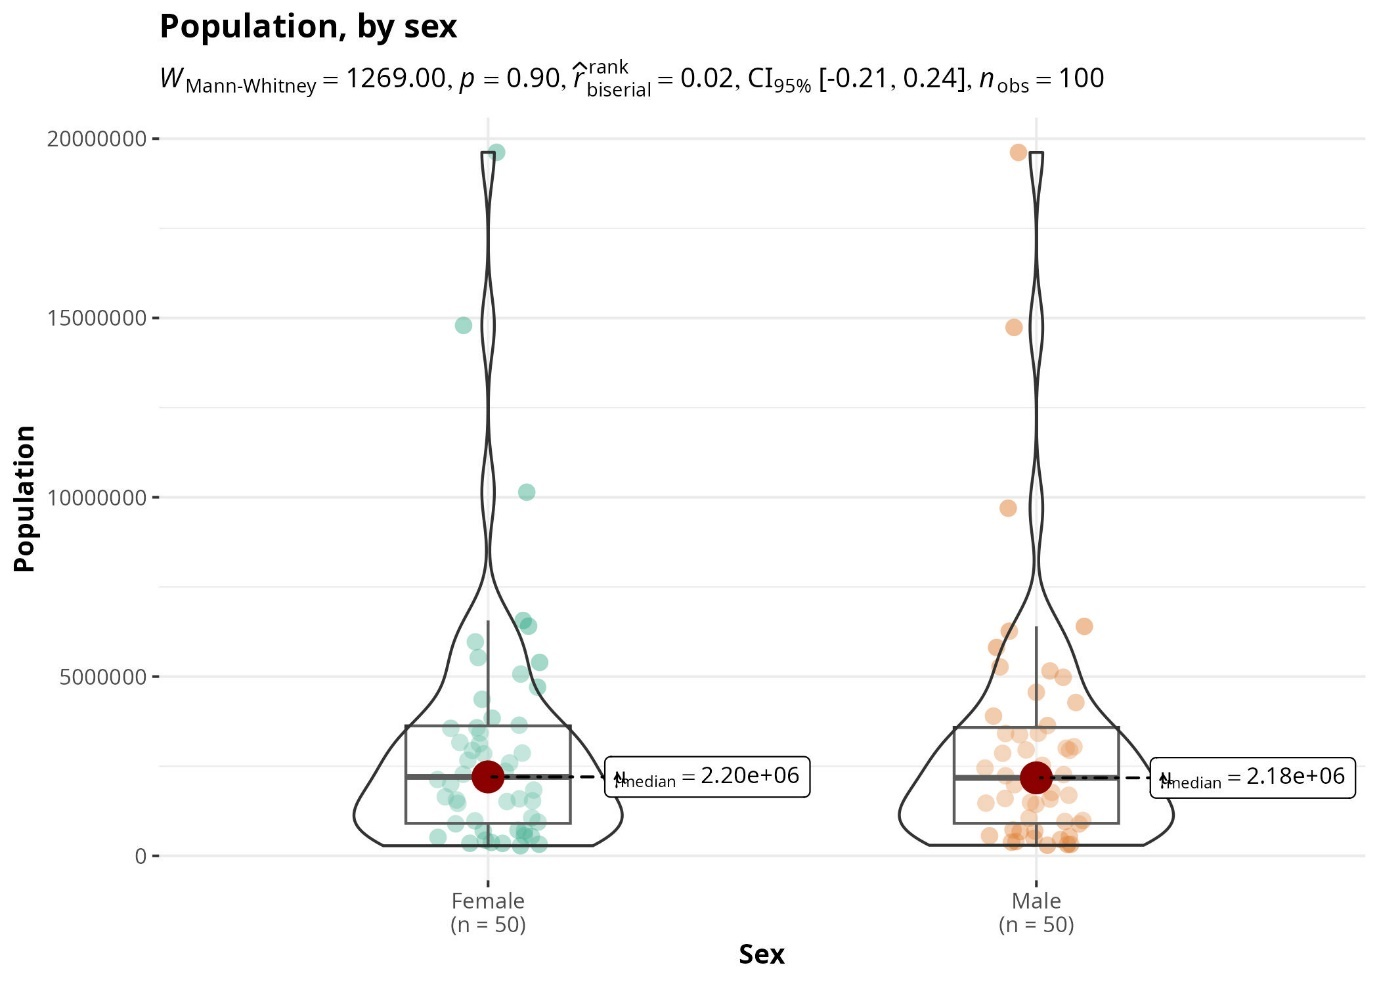 Population, by sex
W Mann-Whitney = 1269.00, p = 0.90, r̂ rank biserial = 0.02, CI 95% [-0.21, 0.24], n obs = 100
Population
20000000
15000000
10000000
5000000
0
median = 2.20e+06
median = 2.18e+06
Female
(n = 50)
Male
(n = 50)
Sex